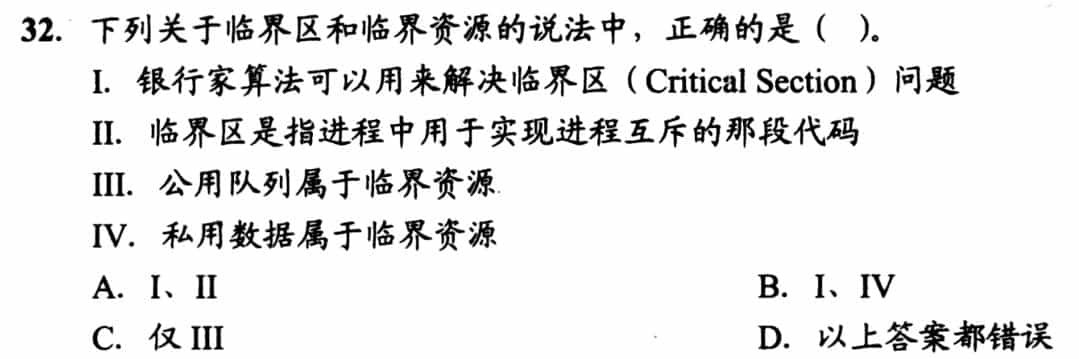 32. 下列关于临界区和临界资源的说法中，正确的是（ ）。
I. 银行家算法可以用来解决临界区（Critical Section）问题
II. 临界区是指进程中用于实现进程互斥的那段代码
III. 公用队列属于临界资源
IV. 私用数据属于临界资源
A. I、II B. I、IV
C. 仅 III D. 以上答案都错误